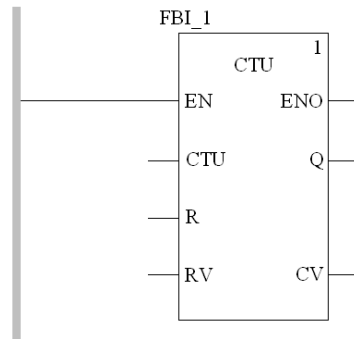 FBI_1
1
CTU
EN ENO
CTU Q
R
RV CV